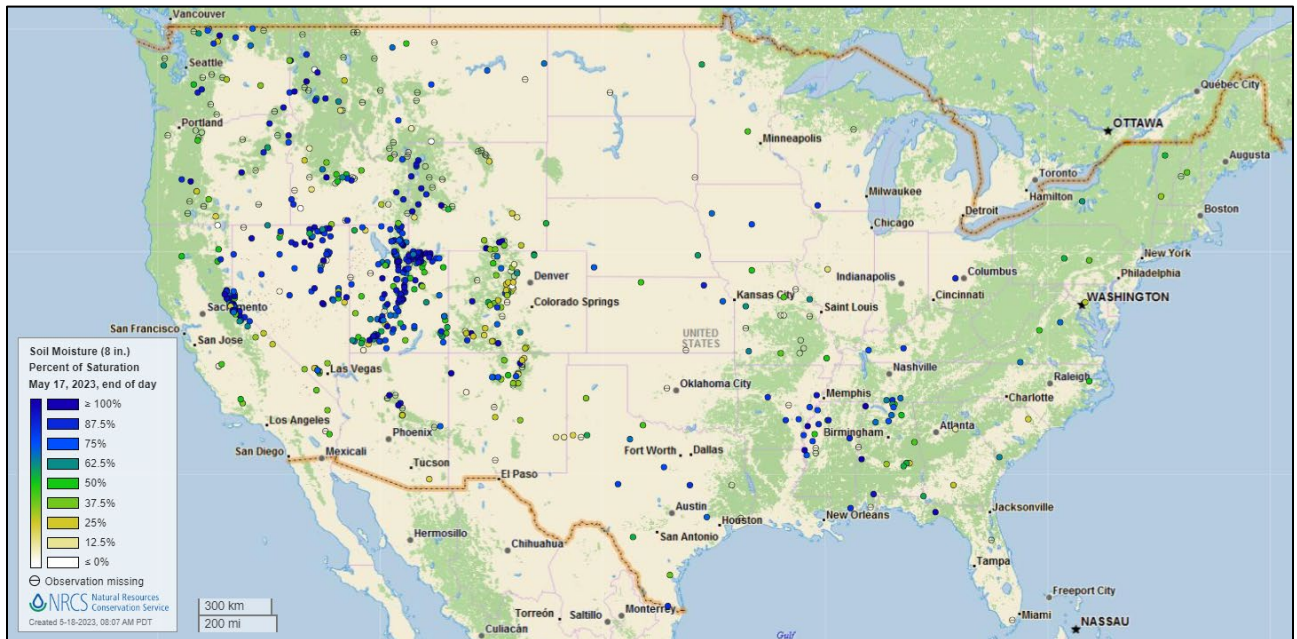 Vancouver
Seattle
Québec City
OTTAWA
Portland
Minneapolis
Augusta
Toronto
Hamilton
Milwaukee
Detroit
Boston
Chicago
New York
Philadelphia
Indianapolis
Columbus
Denver
WASHINGTON
Cincinnati
Kansas City
Colorado Springs
Sacramento
Saint Louis
San Francisco
UNITED
STATES
San Jose
Las Vegas
Nashville
Raleigh
Oklahoma City
Memphis
Charlotte
Los Angeles
Phoenix
Birmingham
Atlanta
Fort Worth
Dallas
San Diego
Mexicali
Tucson
El Paso
Austin
Jacksonville
Houston
New Orleans
San Antonio
Hermosillo
Chihuahua
Tampa
Freeport City
Monterrey
Torreón
Saltillo
Miami
NASSAU
Culiacán
Gulf
Soil Moisture (8 in.)
Percent of Saturation
May 17, 2023, end of day
≥ 100%
87.5%
75%
62.5%
50%
37.5%
25%
12.5%
≤ 0%
Observation missing
NRCS Natural Resources
Conservation Service
Created 5-18-2023, 08:07 AM PDT
300 km
200 mi